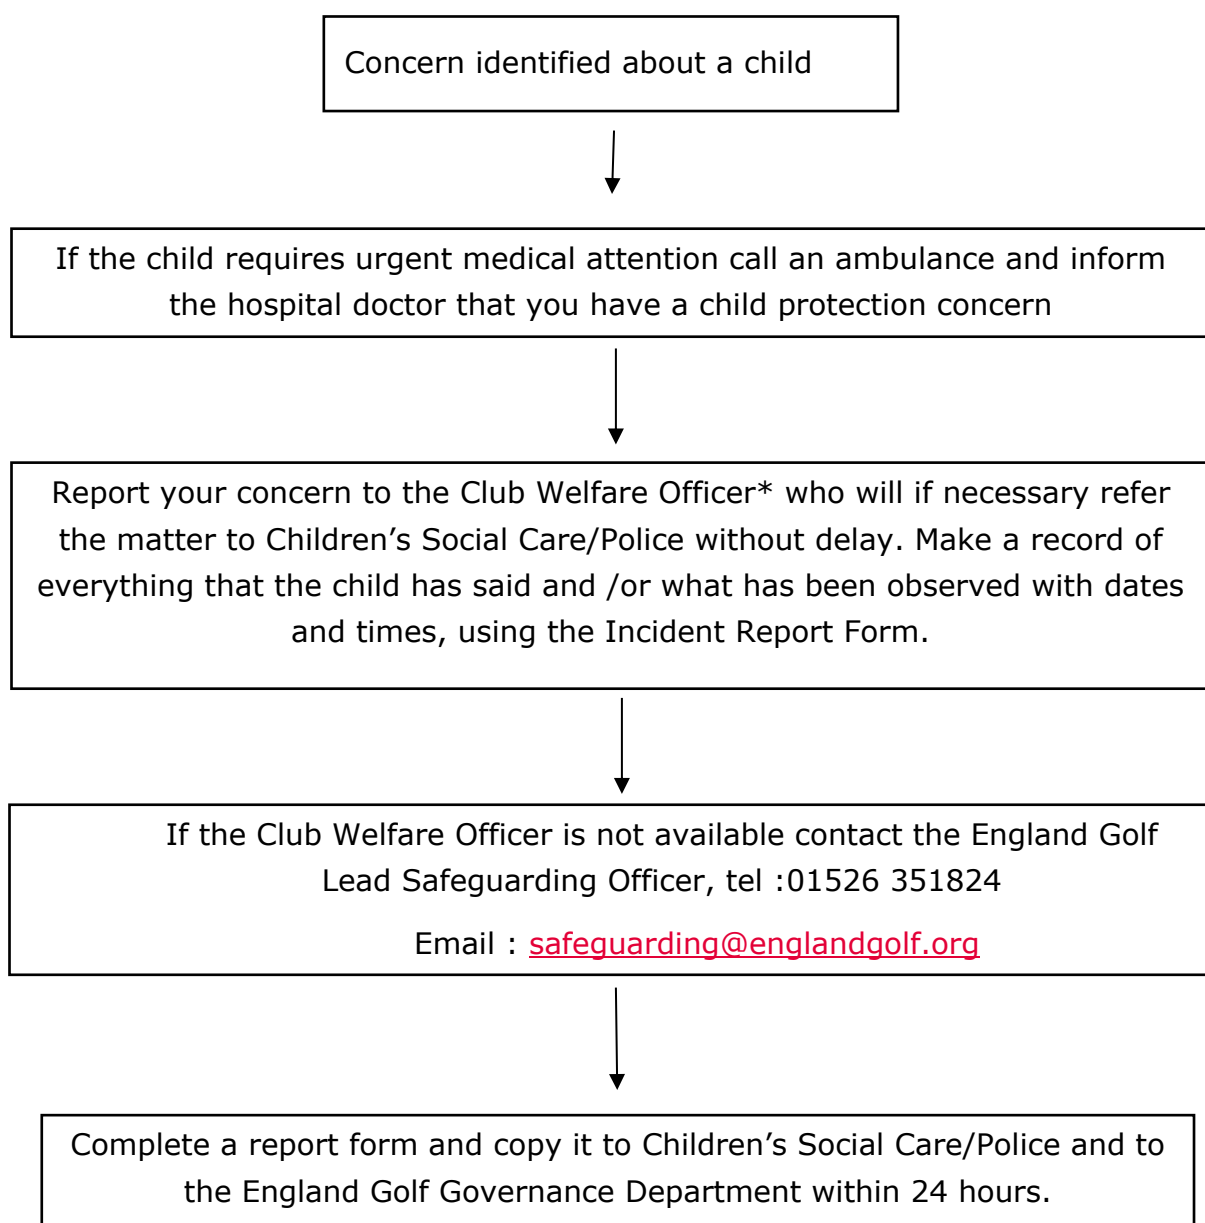 Concern identified about a child
If the child requires urgent medical attention call an ambulance and inform
the hospital doctor that you have a child protection concern
Report your concern to the Club Welfare Officer* who will if necessary refer
the matter to Children’s Social Care/Police without delay. Make a record of
everything that the child has said and /or what has been observed with dates
and times, using the Incident Report Form.
If the Club Welfare Officer is not available contact the England Golf
Lead Safeguarding Officer, tel :01526 351824
Email : safeguarding@englandgolf.org
Complete a report form and copy it to Children’s Social Care/Police and to
the England Golf Governance Department within 24 hours.